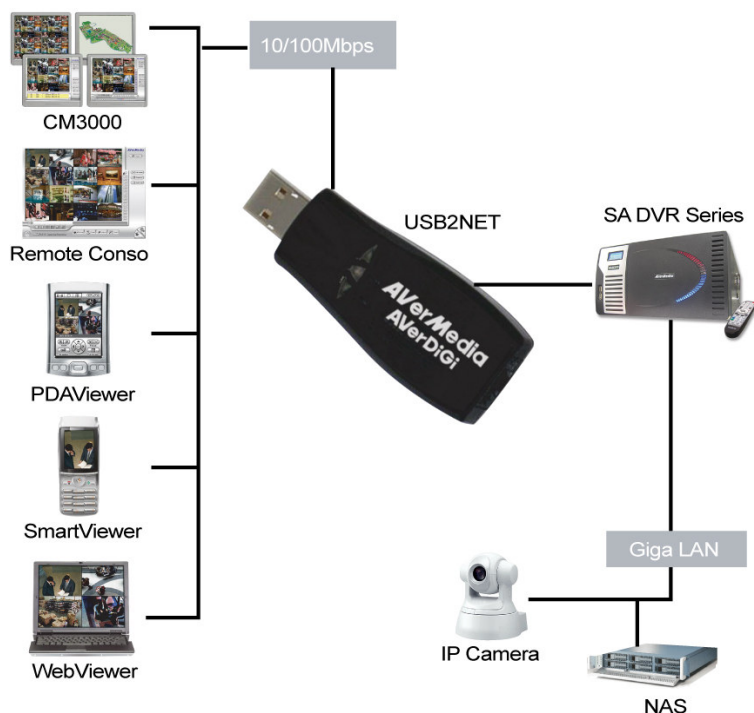 10/100Mbps
CM3000
Remote Conso
PDAViewer
SmartViewer
WebViewer
USB2NET
AVerMedia
AVerDiGi
SA DVR Series
Giga LAN
IP Camera
NAS